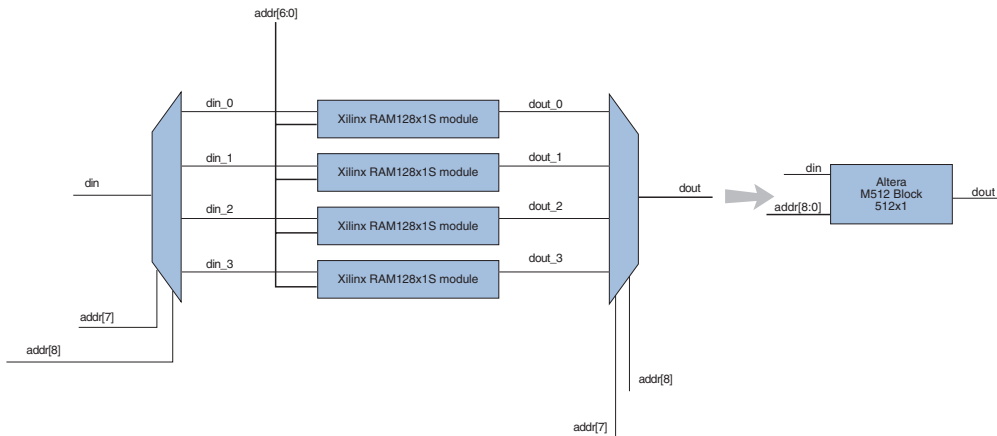 addr[6:0]
din_0
Xilinx RAM128x1S module
dout_0
din_1
Xilinx RAM128x1S module
dout_1
din
din_2
Xilinx RAM128x1S module
dout_2
dout
din_3
Xilinx RAM128x1S module
dout_3
addr[7]
addr[8]
addr[8]
addr[7]
din
addr[8:0]
Altera
M512 Block
512x1
dout